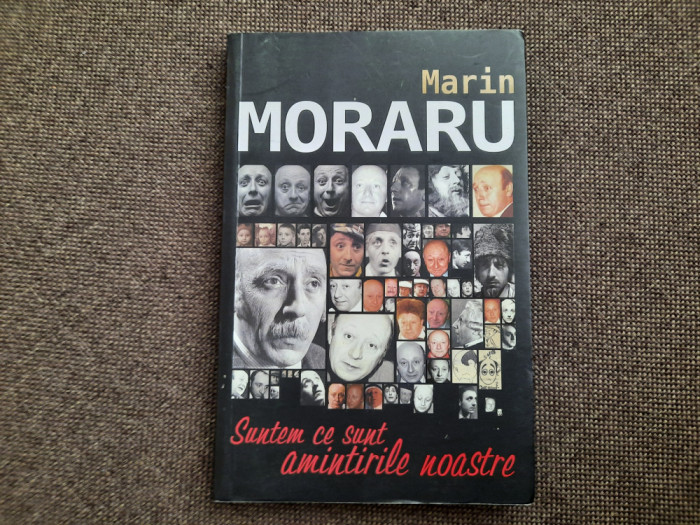 Marin
MORARU
Suntem ce sunt
amintirile noastre